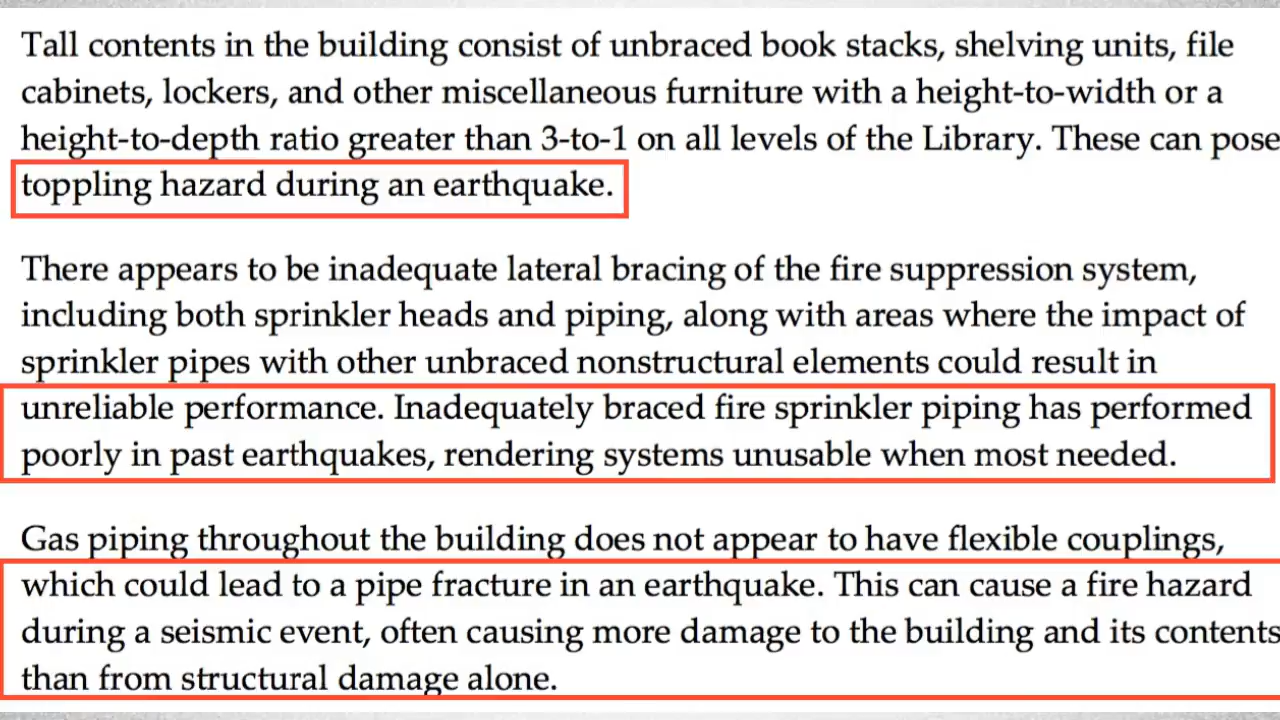 Tall contents in the building consist of unbraced book stacks, shelving units, file
cabinets, lockers, and other miscellaneous furniture with a height-to-width or a
height-to-depth ratio greater than 3-to-1 on all levels of the Library. These can pose
toppling hazard during an earthquake.
There appears to be inadequate lateral bracing of the fire suppression system,
including both sprinkler heads and piping, along with areas where the impact of
sprinkler pipes with other unbraced nonstructural elements could result in
unreliable performance. Inadequately braced fire sprinkler piping has performed
poorly in past earthquakes, rendering systems unusable when most needed.
Gas piping throughout the building does not appear to have flexible couplings,
which could lead to a pipe fracture in an earthquake. This can cause a fire hazard
during a seismic event, often causing more damage to the building and its contents
than from structural damage alone.